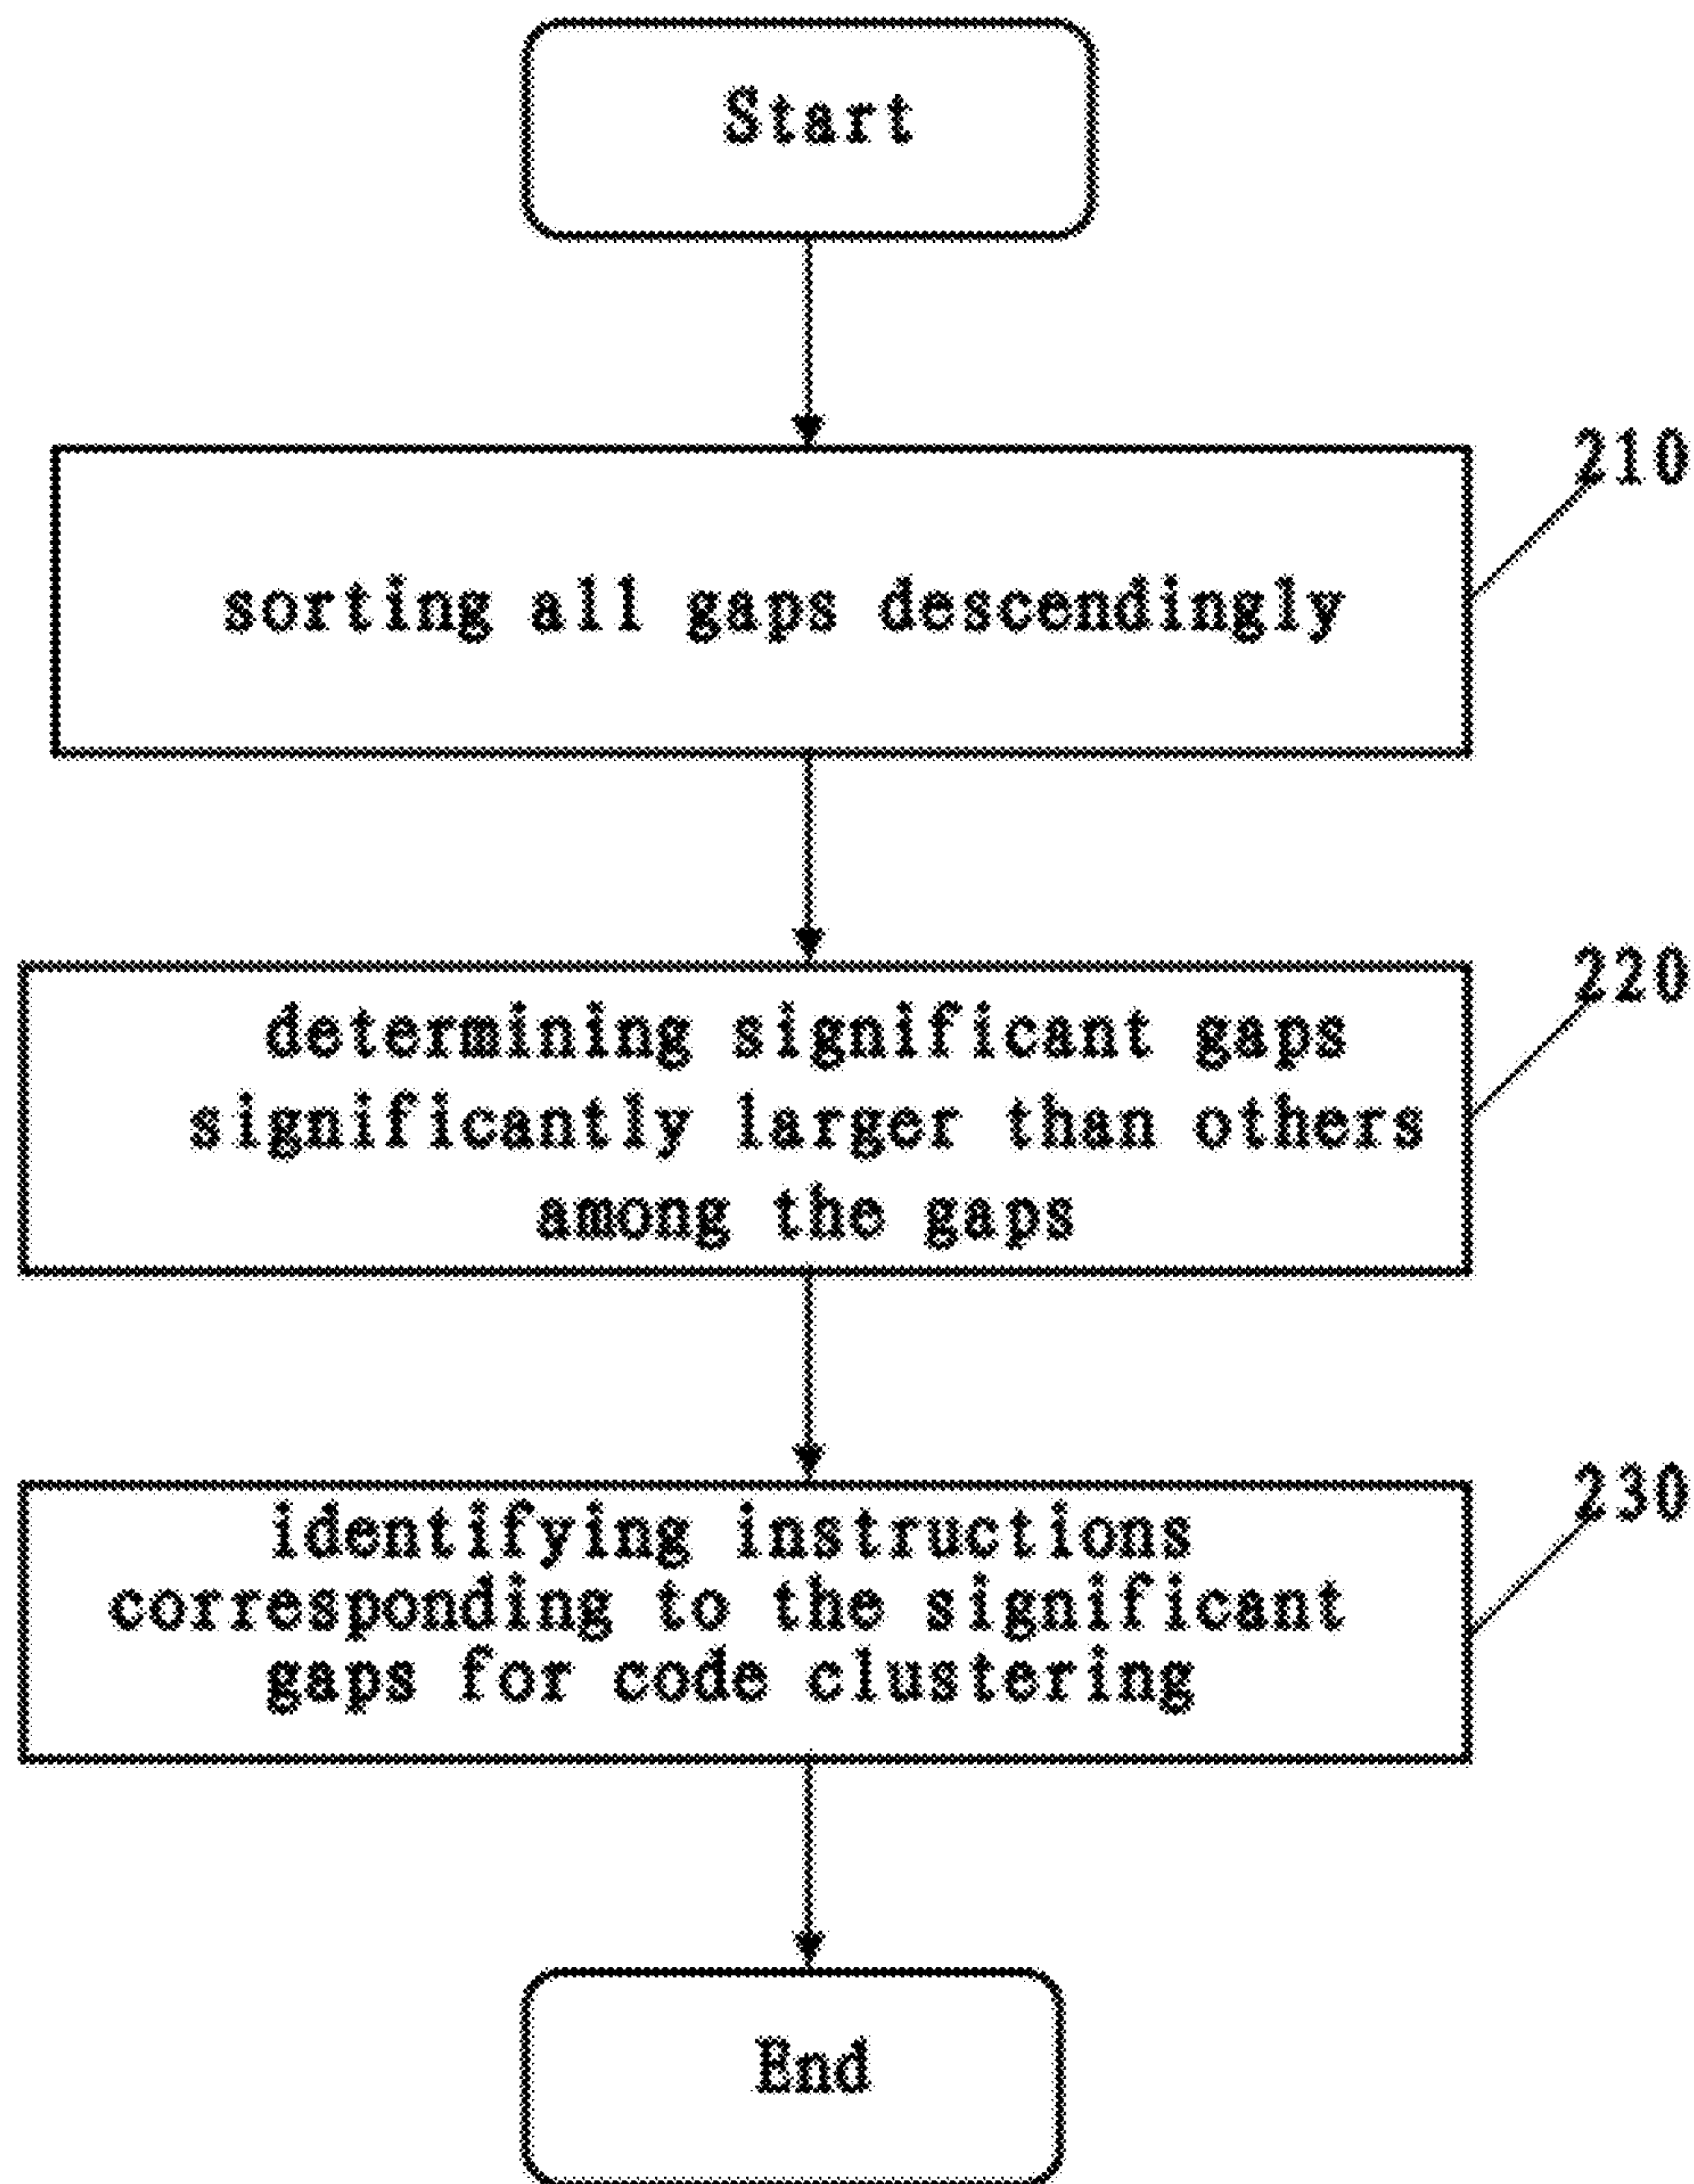 Start
210
sorting all gaps descendingly
220
determining significant gaps
significantly larger than others
among the gaps
230
identifying instructions
corresponding to the significant
gaps for code clustering
End